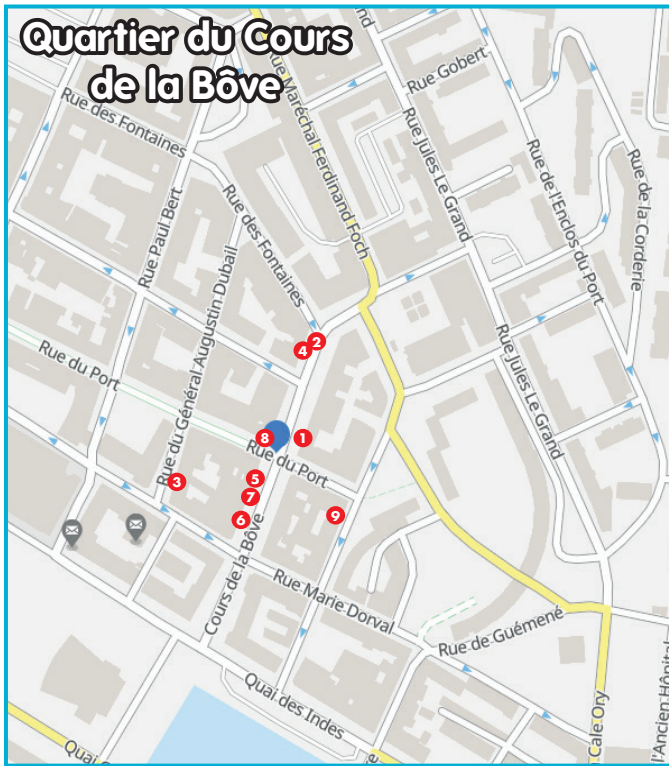 Quartier du Cours
de la Bôve
Rue Maréchal Ferdinand Foch
Rue Gobert
Rue des Fontaines
Rue Jules Le Grand
Rue de l'Enclos du Port
Rue de la Corderie
Rue Paul Bert
Rue des Fontaines
Rue du Général Augustin Dubail
2
4
Rue du Port
Rue Jules Le Grand
8
1
Rue du Port
3
5
7
6
9
Cours de la Bôve
Rue Marie Dorval
Rue de Guémené
Quai des Indes
Cale Ory
l'Ancien Hôpital